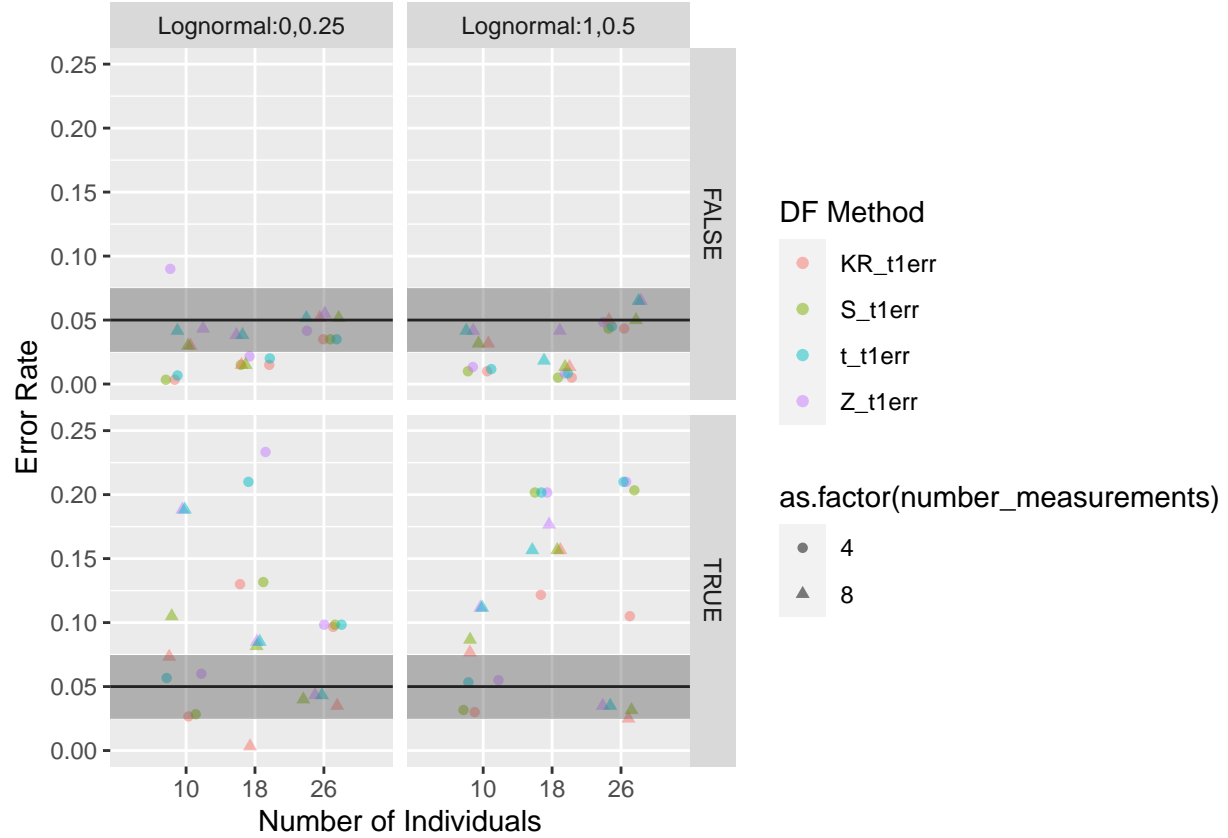 Lognormal:0,0.25
Lognormal:1,0.5
0.25
0.20
0.15
0.10
0.05
0.00
FALSE
0.25
0.20
0.15
0.10
0.05
0.00
TRUE
Error Rate
10 18 26
10 18 26
Number of Individuals
DF Method
KR_t1err
S_t1err
t_t1err
Z_t1err
as.factor(number_measurements)
4
8